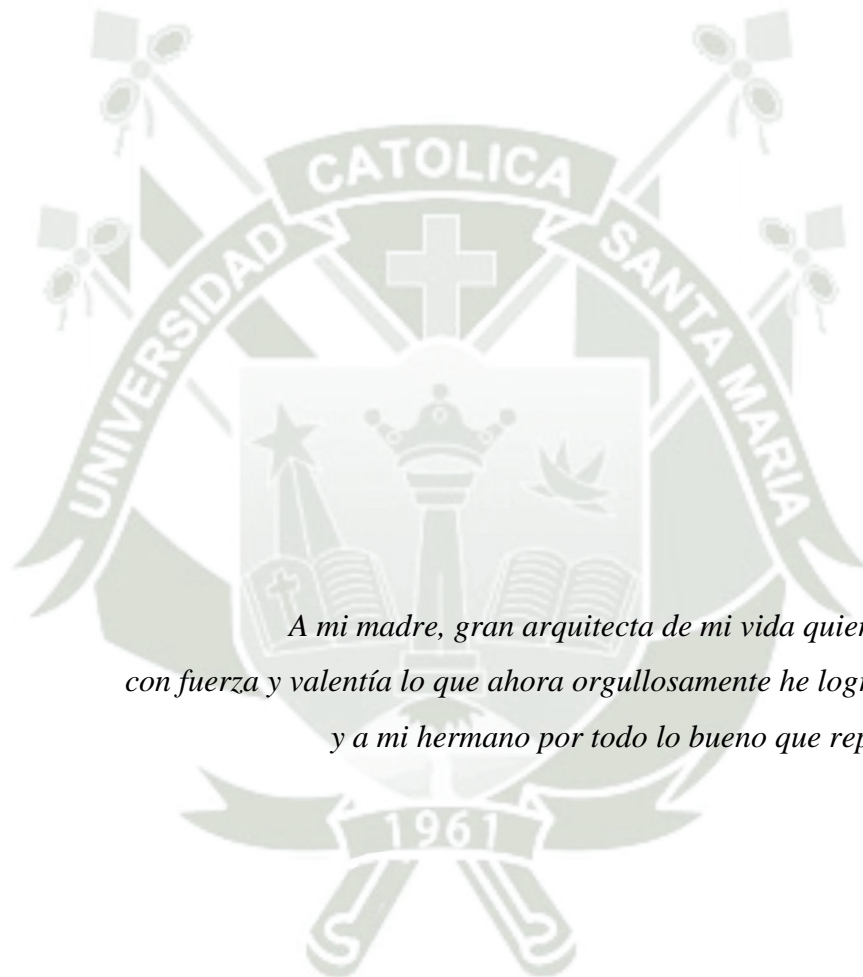 CATOLICA
UNIVERSIDAD
SANTA MARIA
A mi madre, gran arquitecta de mi vida
con fuerza y valentía lo que ahora orgullosamente he
y a mi hermano por todo lo bueno que
1961